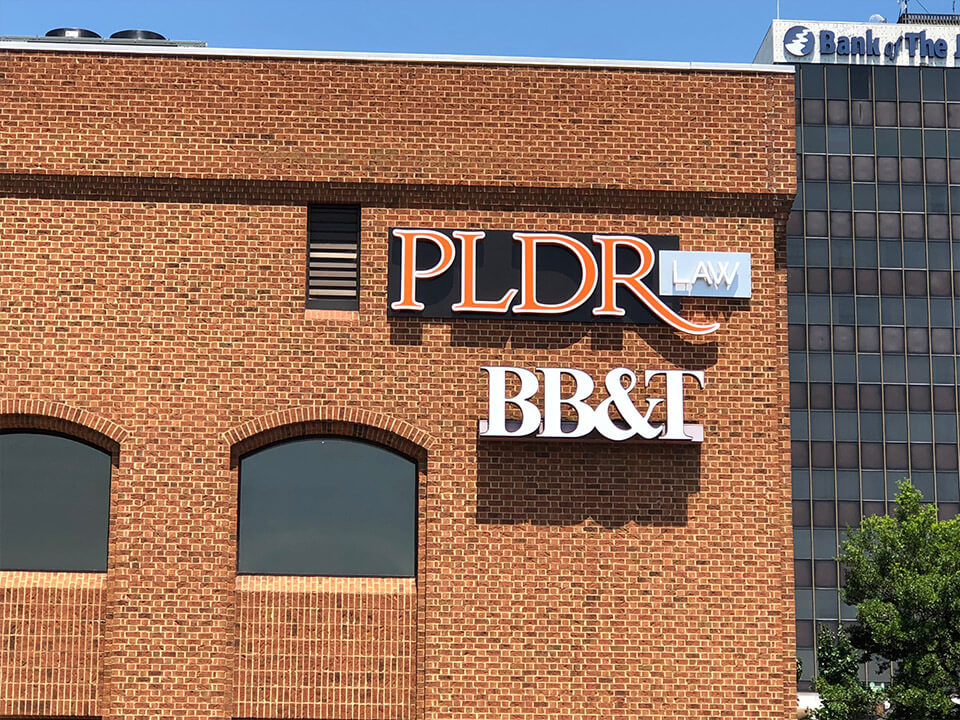 Bank of The
PLDR
LAW
BB&T